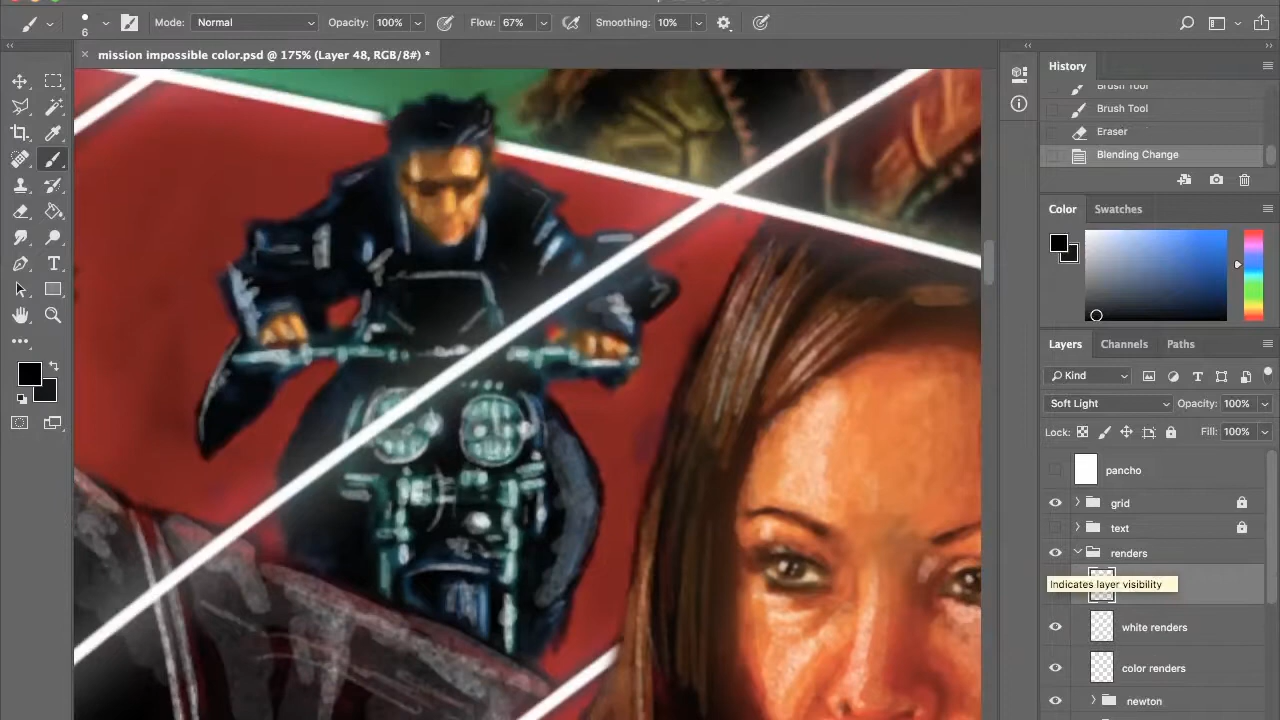 6
Mode: Normal
Opacity: 100%
Flow: 67%
Smoothing: 10%
mission impossible color.psd @ 175% (Layer 48, RGB/8#) *
History
Brush Tool
Brush Tool
Eraser
Blending Change
Color
Swatches
Layers
Channels
Paths
Kind
Soft Light
Opacity: 100%
Lock:
Fill: 100%
pancho
grid
text
renders
Indicates layer visibility
white renders
color renders
newton